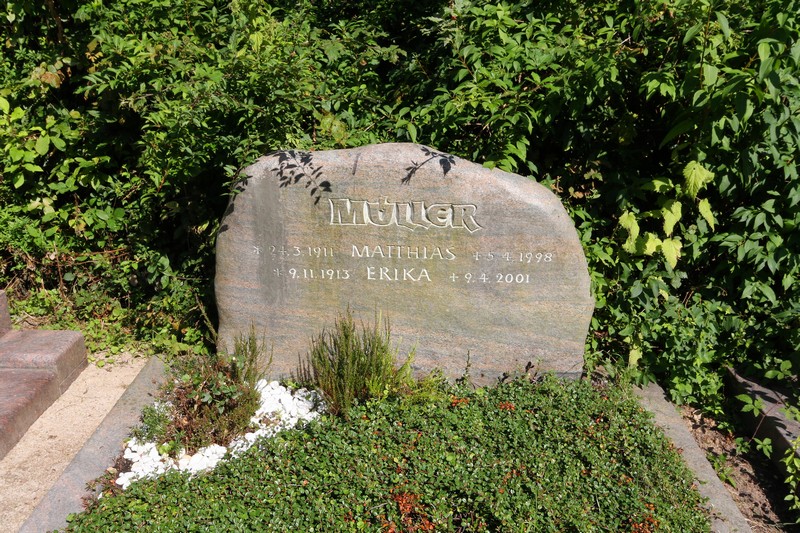 MÜLLER
* 24.3.1911 MATTHIAS + 5.4.1998
* 9.11.1913 ERIKA + 9.4.2001